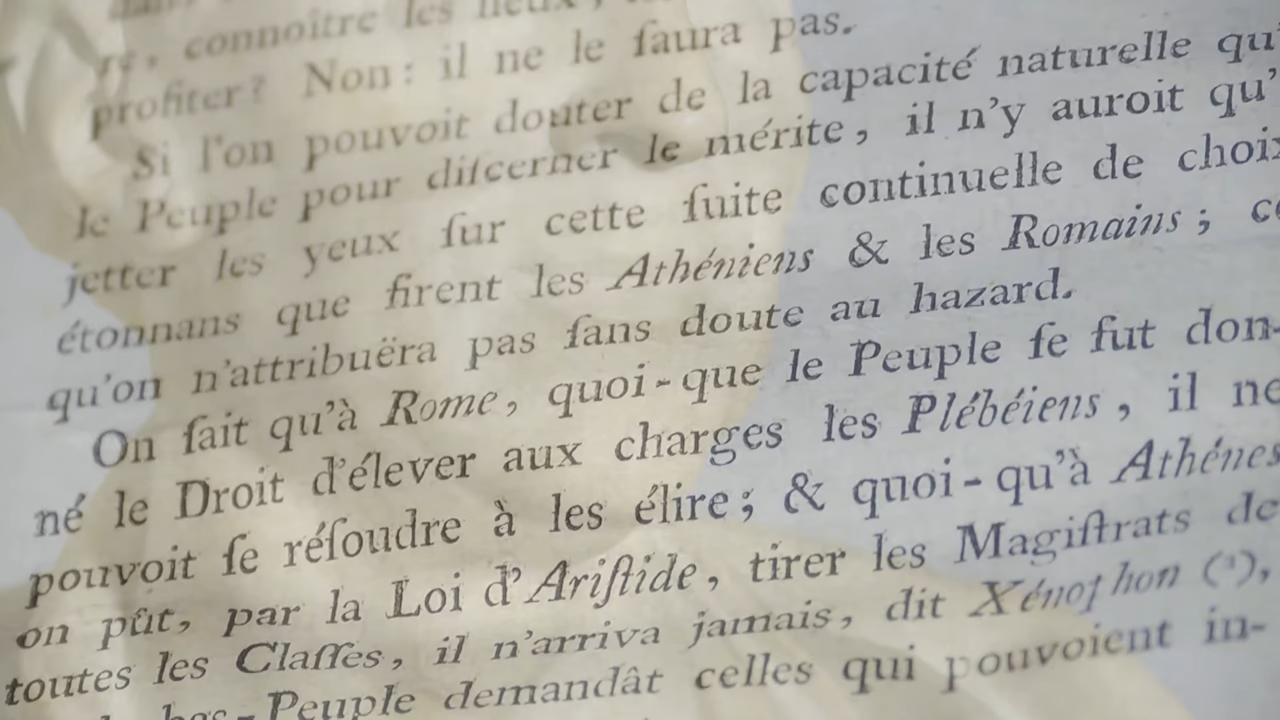 connoître les lieux,
profiter? Non: il ne le ſaura pas.
Si l'on pouvoit douter de la capacité naturelle qu'
le Peuple pour diſcerner le mérite, il n'y auroit qu'
jetter les yeux ſur cette ſuite continuelle de choix
étonnans que firent les Athéniens & les Romains; ce
qu'on n'attribuëra pas ſans doute au hazard.
On ſait qu'à Rome, quoi-que le Peuple ſe fut don-
né le Droit d'élever aux charges les Plébéiens, il ne
pouvoit ſe réſoudre à les élire; & quoi-qu'à Athénes
on pût, par la Loi d'Ariſtide, tirer les Magiſtrats de
toutes les Claſſes, il n'arriva jamais, dit Xénophon (¹),
bas-Peuple demandât celles qui pouvoient in-